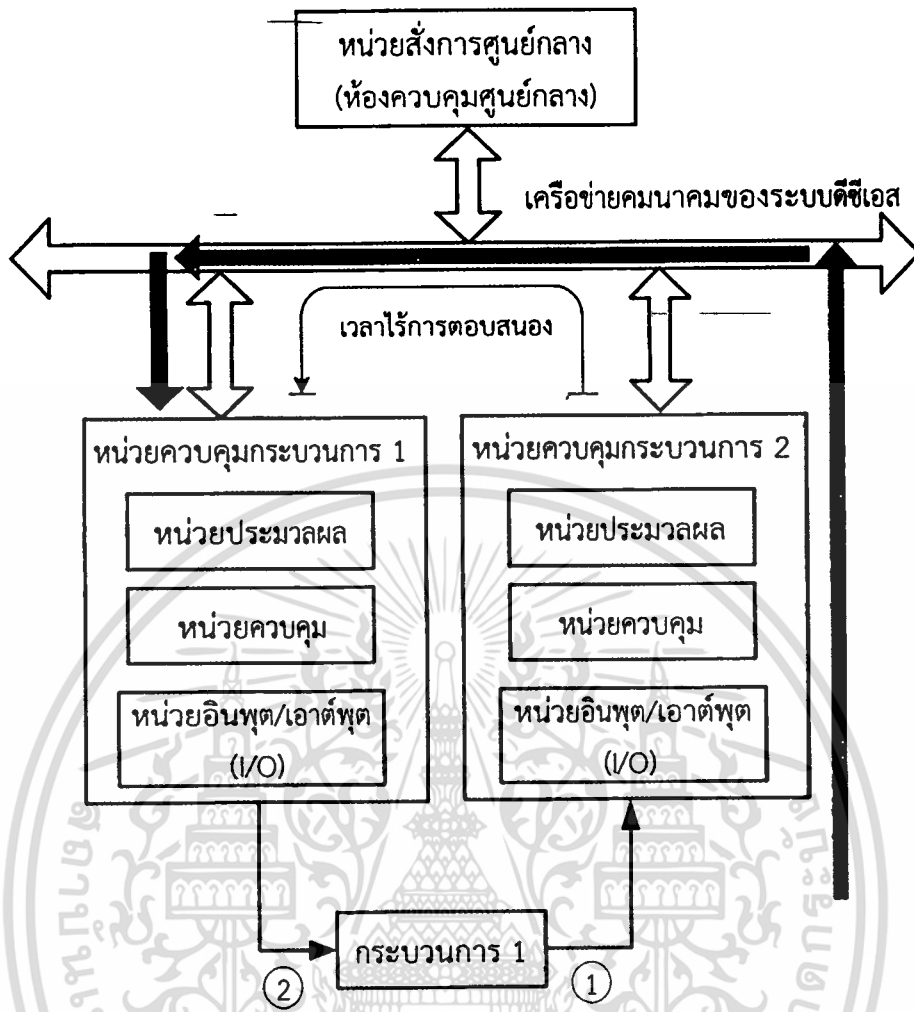 หน่วยสั่งการศูนย์กลาง
(ห้องควบคุมศูนย์กลาง)
เครือข่ายคมนาคมของระบบดีซีเอส
เวลาไร้การตอบสนอง
หน่วยควบคุมกระบวนการ 1
หน่วยประมวลผล
หน่วยควบคุม
หน่วยอินพุต/เอาต์พุต
(I/O)
หน่วยควบคุมกระบวนการ 2
หน่วยประมวลผล
หน่วยควบคุม
หน่วยอินพุต/เอาต์พุต
(I/O)
กระบวนการ 1
2
1